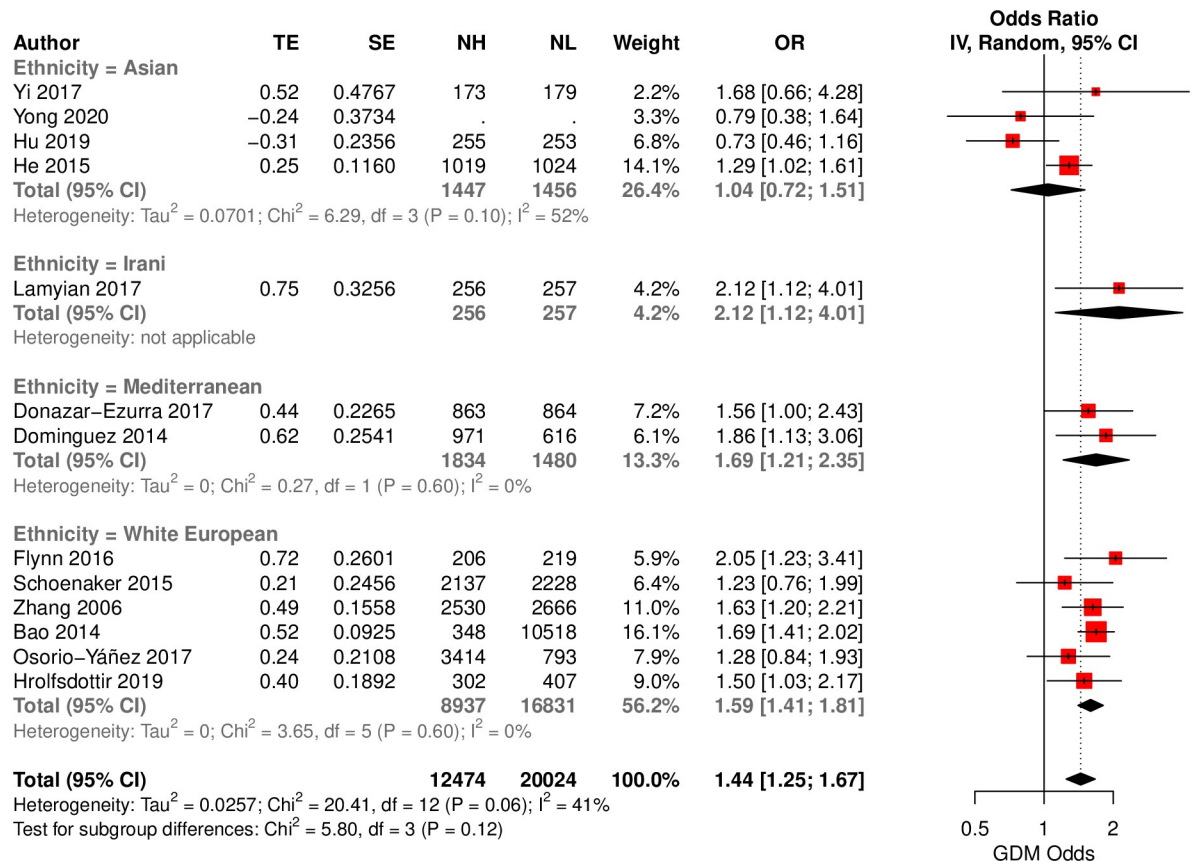 Odds Ratio
Author TE SE NH NL Weight OR IV, Random, 95% CI
Ethnicity = Asian
Yi 2017 0.52 0.4767 173 179 2.2% 1.68 [0.66; 4.28]
Yong 2020 −0.24 0.3734 . . 3.3% 0.79 [0.38; 1.64]
Hu 2019 −0.31 0.2356 255 253 6.8% 0.73 [0.46; 1.16]
He 2015 0.25 0.1160 1019 1024 14.1% 1.29 [1.02; 1.61]
Total (95% CI) 1447 1456 26.4% 1.04 [0.72; 1.51]
Heterogeneity: Tau² = 0.0701; Chi² = 6.29, df = 3 (P = 0.10); I² = 52%
Ethnicity = Irani
Lamyian 2017 0.75 0.3256 256 257 4.2% 2.12 [1.12; 4.01]
Total (95% CI) 256 257 4.2% 2.12 [1.12; 4.01]
Heterogeneity: not applicable
Ethnicity = Mediterranean
Donazar−Ezurra 2017 0.44 0.2265 863 864 7.2% 1.56 [1.00; 2.43]
Dominguez 2014 0.62 0.2541 971 616 6.1% 1.86 [1.13; 3.06]
Total (95% CI) 1834 1480 13.3% 1.69 [1.21; 2.35]
Heterogeneity: Tau² = 0; Chi² = 0.27, df = 1 (P = 0.60); I² = 0%
Ethnicity = White European
Flynn 2016 0.72 0.2601 206 219 5.9% 2.05 [1.23; 3.41]
Schoenaker 2015 0.21 0.2456 2137 2228 6.4% 1.23 [0.76; 1.99]
Zhang 2006 0.49 0.1558 2530 2666 11.0% 1.63 [1.20; 2.21]
Bao 2014 0.52 0.0925 348 10518 16.1% 1.69 [1.41; 2.02]
Osorio−Yáñez 2017 0.24 0.2108 3414 793 7.9% 1.28 [0.84; 1.93]
Hrolfsdottir 2019 0.40 0.1892 302 407 9.0% 1.50 [1.03; 2.17]
Total (95% CI) 8937 16831 56.2% 1.59 [1.41; 1.81]
Heterogeneity: Tau² = 0; Chi² = 3.65, df = 5 (P = 0.60); I² = 0%
Total (95% CI) 12474 20024 100.0% 1.44 [1.25; 1.67]
Heterogeneity: Tau² = 0.0257; Chi² = 20.41, df = 12 (P = 0.06); I² = 41%
Test for subgroup differences: Chi² = 5.80, df = 3 (P = 0.12)
0.5 1 2
GDM Odds